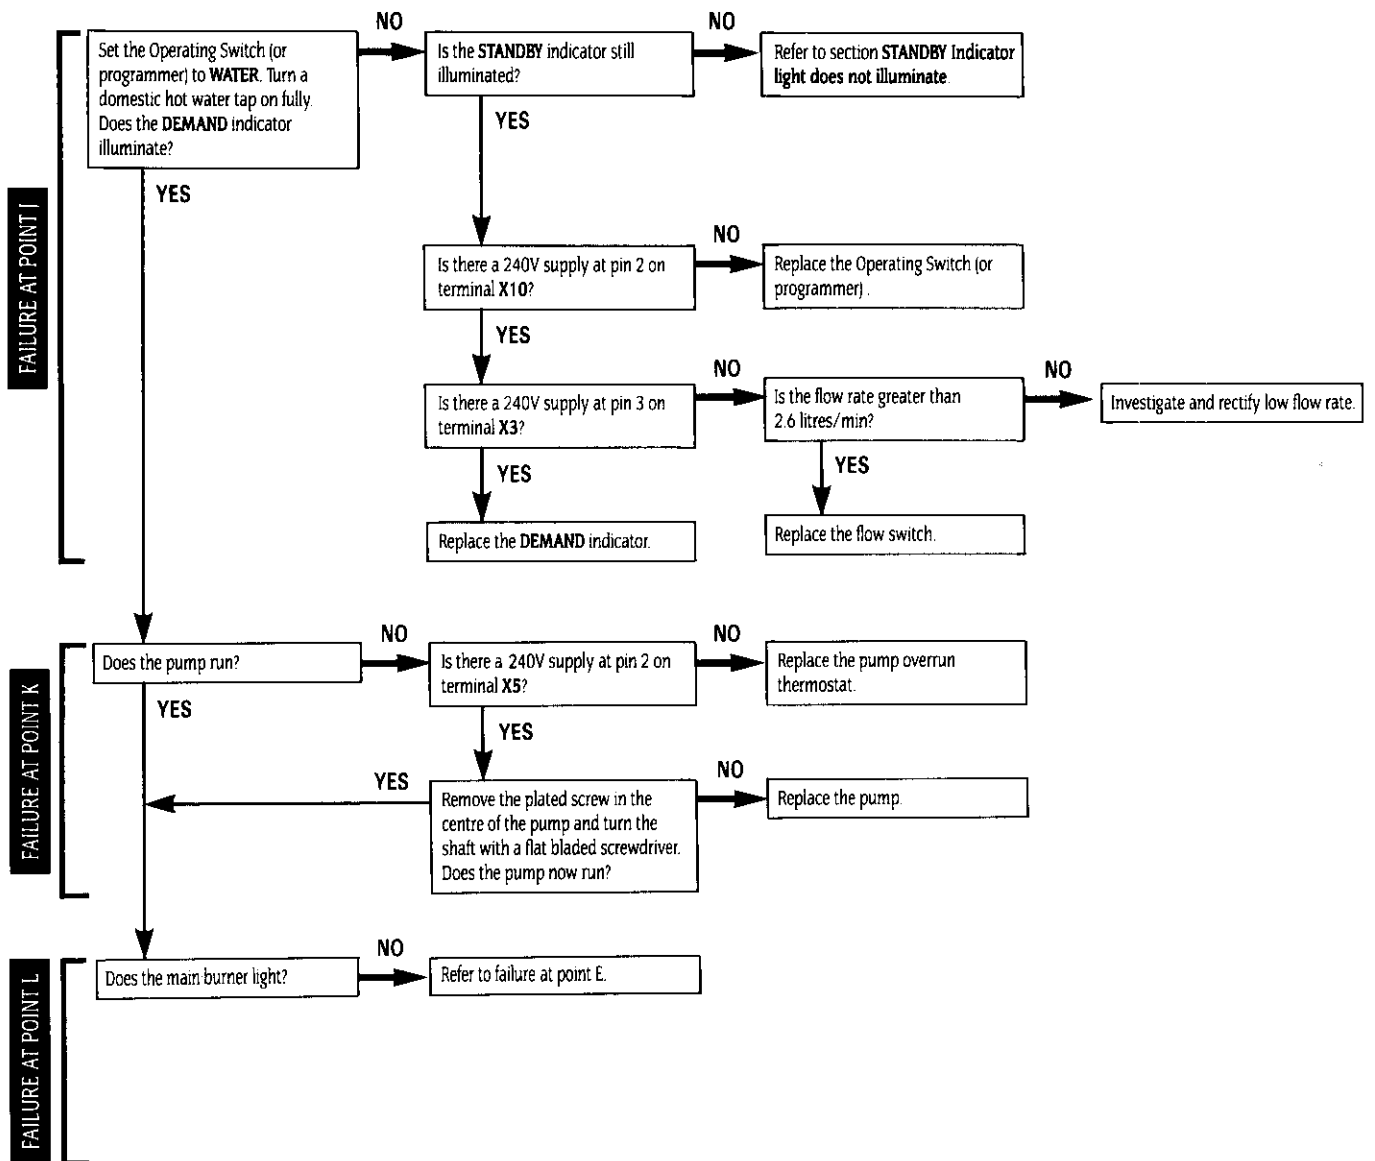 NO
NO
Set the Operating Switch (or
programmer) to WATER. Turn a
domestic hot water tap on fully.
Does the DEMAND indicator
illuminate?
Is the STANDBY indicator still
illuminated?
Refer to section STANDBY Indicator
light does not illuminate.
YES
YES
FAILURE AT POINT J
NO
Is there a 240V supply at pin 2 on
terminal X10?
Replace the Operating Switch (or
programmer) .
YES
NO
NO
Is there a 240V supply at pin 3 on
terminal X3?
Is the flow rate greater than
2.6 litres/min?
Investigate and rectify low flow rate.
YES
YES
Replace the DEMAND indicator.
Replace the flow switch.
FAILURE AT POINT K
NO
NO
Does the pump run?
Is there a 240V supply at pin 2 on
terminal X5?
Replace the pump overrun
thermostat.
YES
YES
YES
NO
Remove the plated screw in the
centre of the pump and turn the
shaft with a flat bladed screwdriver.
Does the pump now run?
Replace the pump.
FAILURE AT POINT L
NO
Does the main burner light?
Refer to failure at point E.